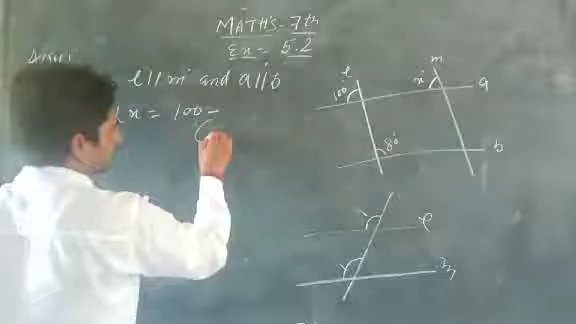 MATHS-7th
Ex = 5.2
l || m and a || b
∠x = 100
l
m
100°
x°
a
80
b
l
m